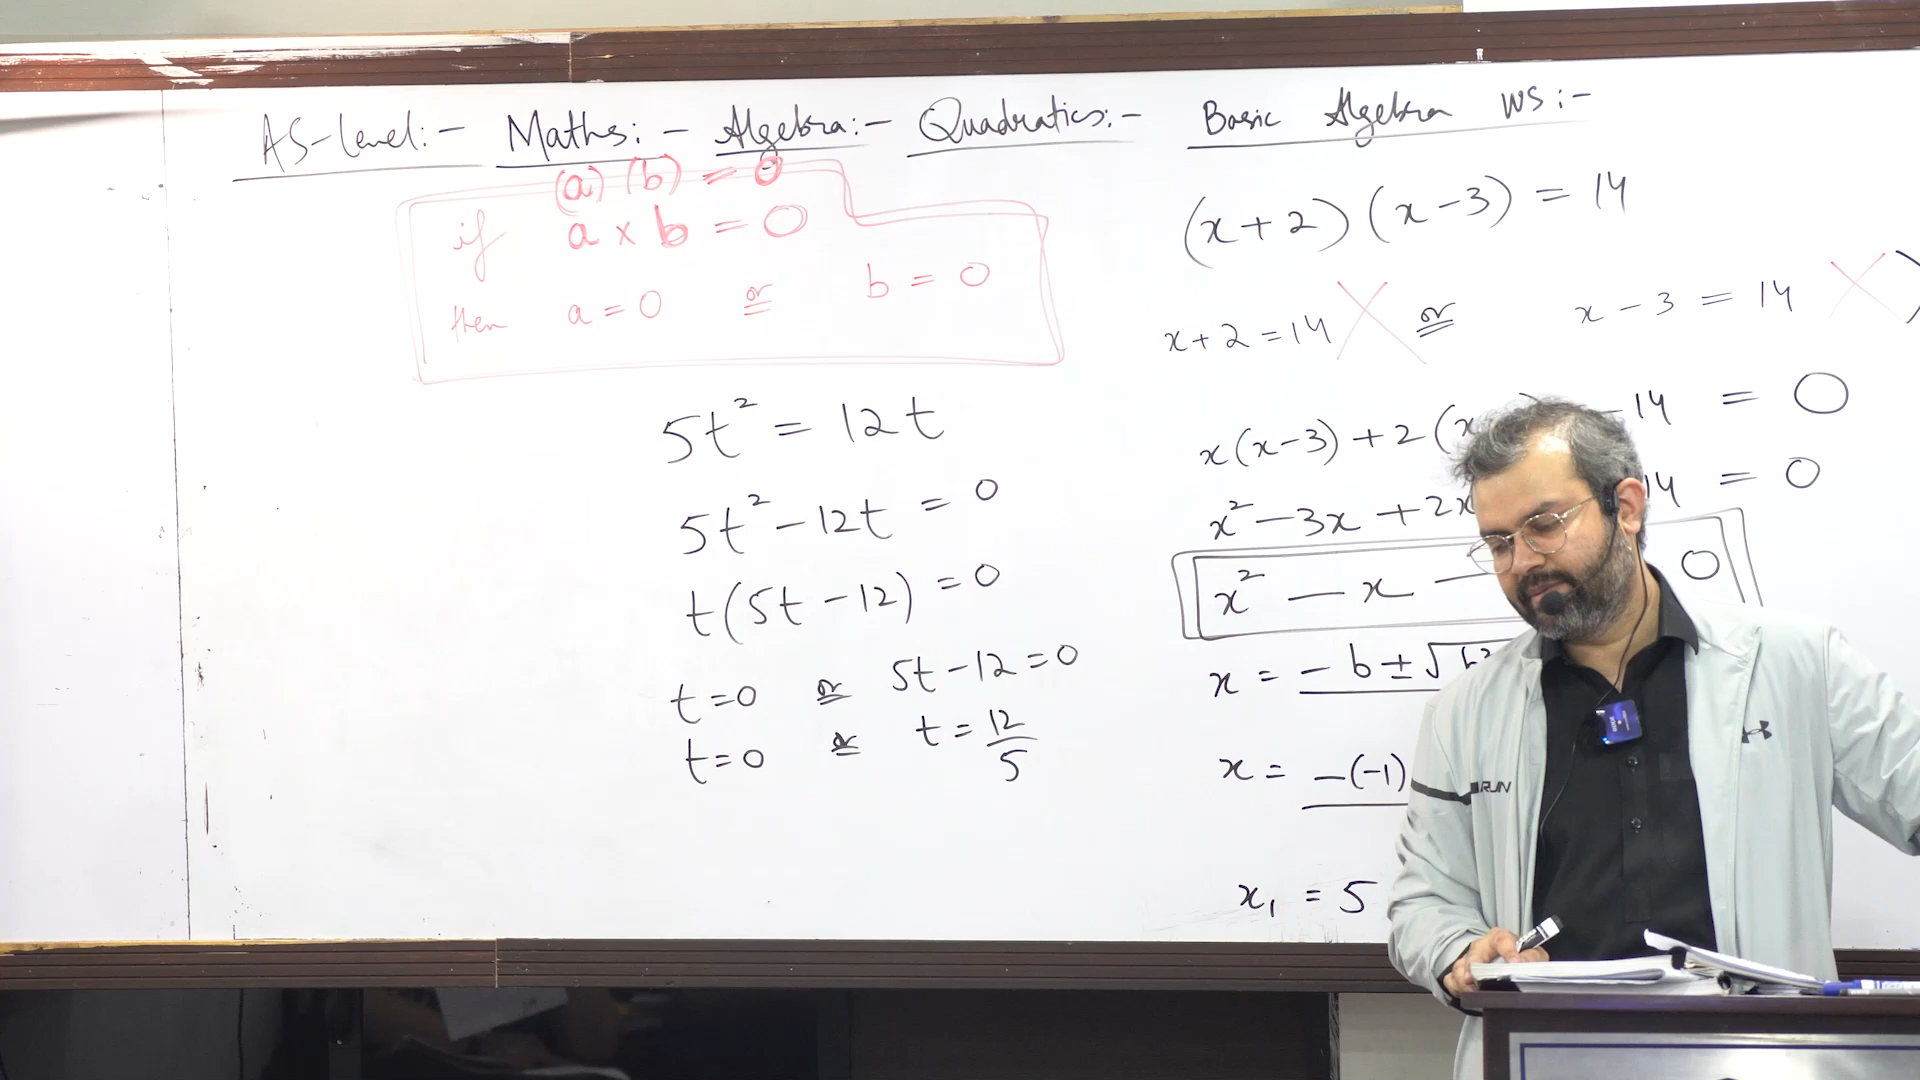 AS-Level:- Maths:- Algebra:- Quadratics:- Basic Algebra WS:-
(a) (b) = 0
if a × b = 0
then a = 0 or b = 0
5t² = 12t
5t² - 12t = 0
t(5t - 12) = 0
t = 0 or 5t - 12 = 0
t = 0 or t = 12/5
(x + 2)(x - 3) = 14
x + 2 = 14 or x - 3 = 14
x(x - 3) + 2(x - 14 = 0
x² - 3x + 2x 14 = 0
x² - x - 0
x = -b ± √b²
x = -(-1)
x₁ = 5
RUN